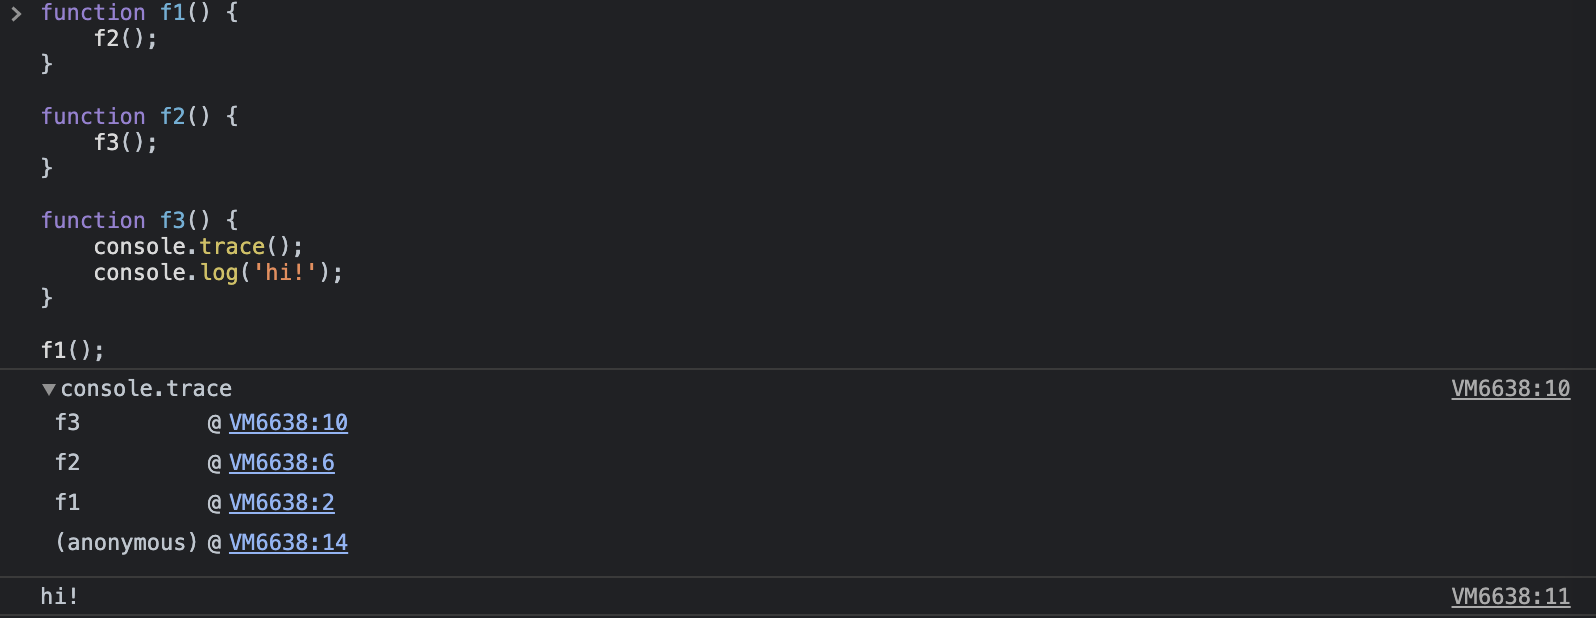 > function f1() {
    f2();
}

function f2() {
    f3();
}

function f3() {
    console.trace();
    console.log('hi!');
}

f1();
▼console.trace VM6638:10
f3 @ VM6638:10
f2 @ VM6638:6
f1 @ VM6638:2
(anonymous) @ VM6638:14
hi! VM6638:11